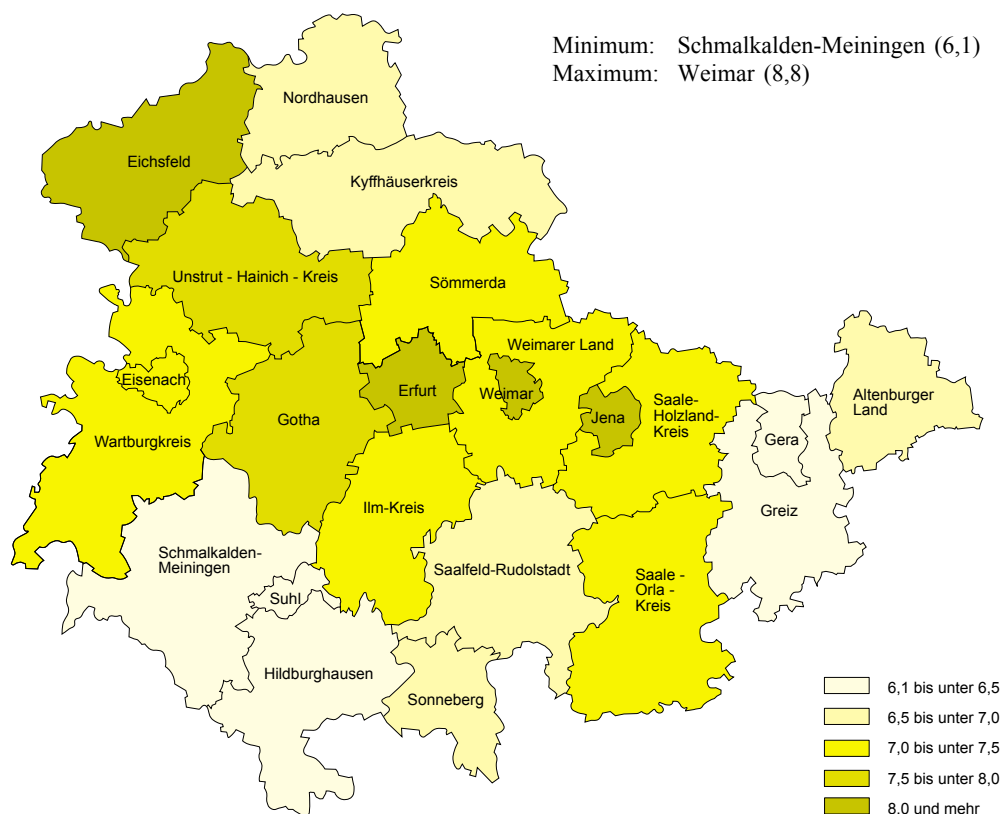 Minimum: Schmalkalden-Meiningen (6,1)
Maximum: Weimar (8,8)
Nordhausen
Eichsfeld
Kyffhäuserkreis
Unstrut - Hainich - Kreis
Sömmerda
Weimarer Land
Eisenach
Erfurt
Weimar
Saale-
Holzland-
Kreis
Altenburger
Land
Gotha
Jena
Wartburgkreis
Gera
Ilm-Kreis
Greiz
Schmalkalden-
Meiningen
Saalfeld-Rudolstadt
Saale -
Orla -
Kreis
Suhl
Hildburghausen
Sonneberg
6,1 bis unter 6,5
6,5 bis unter 7,0
7,0 bis unter 7,5
7,5 bis unter 8,0
8,0 und mehr